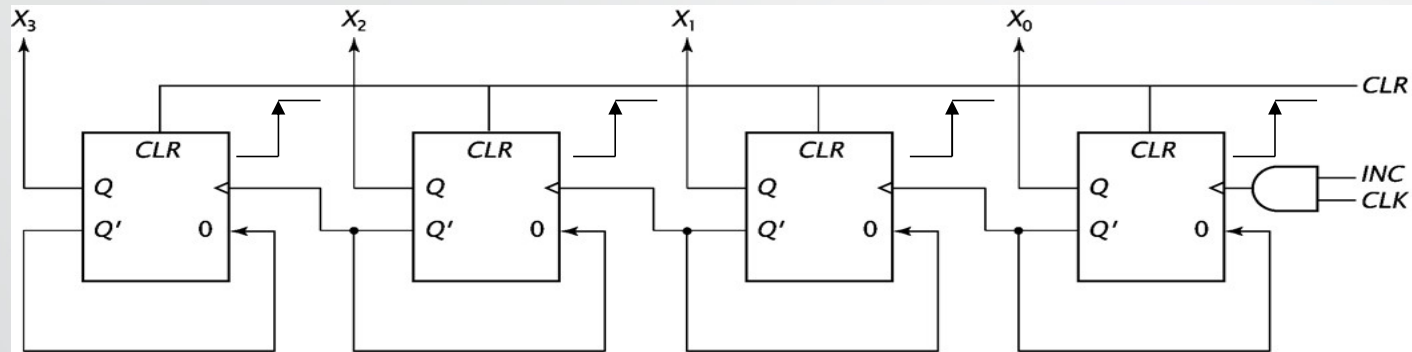 X3 X2 X1 X0
CLR
CLR CLR CLR CLR
INC
Q Q Q Q
CLK
Q' 0 Q' 0 Q' 0 Q' 0